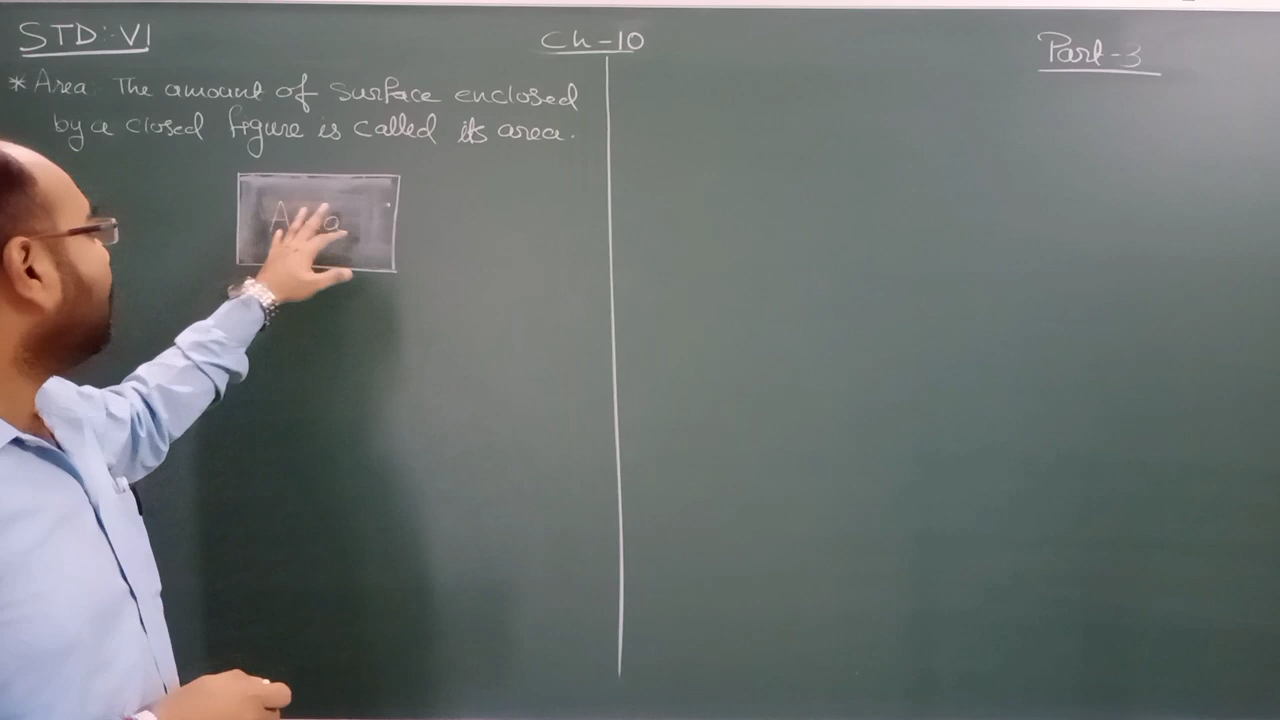 STD:-VI
Ch-10
Part-3
* Area: The amount of surface enclosed
by a closed figure is called its area.